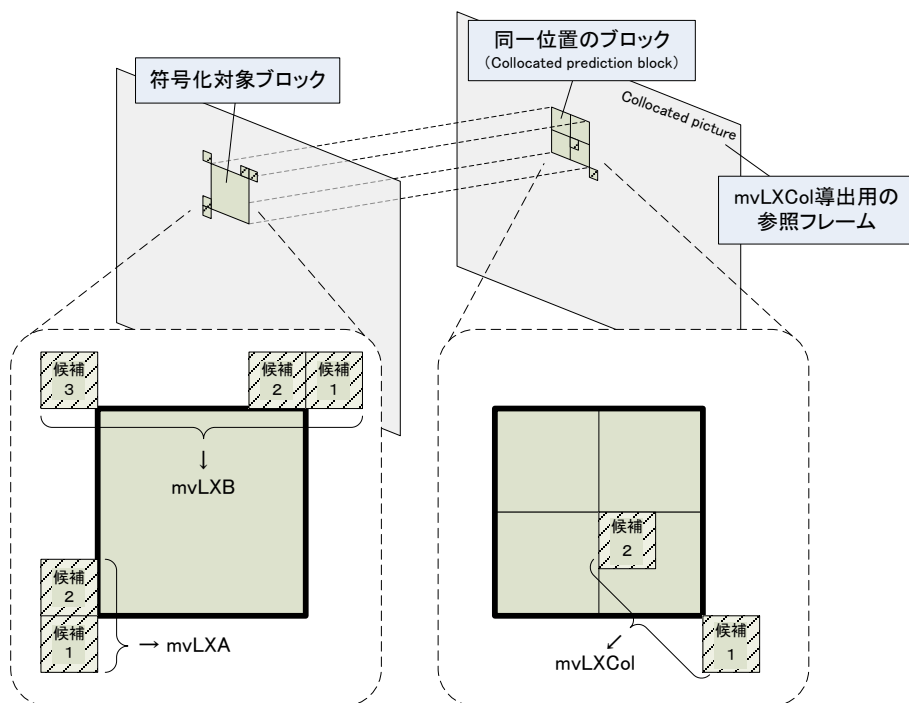 符号化対象ブロック
同一位置のブロック
(Collocated prediction block)
Collocated picture
mvLXCol導出用の
参照フレーム
候補
3
候補
2
候補
1
mvLXB
候補
2
候補
1
→ mvLXA
候補
2
候補
1
mvLXCol